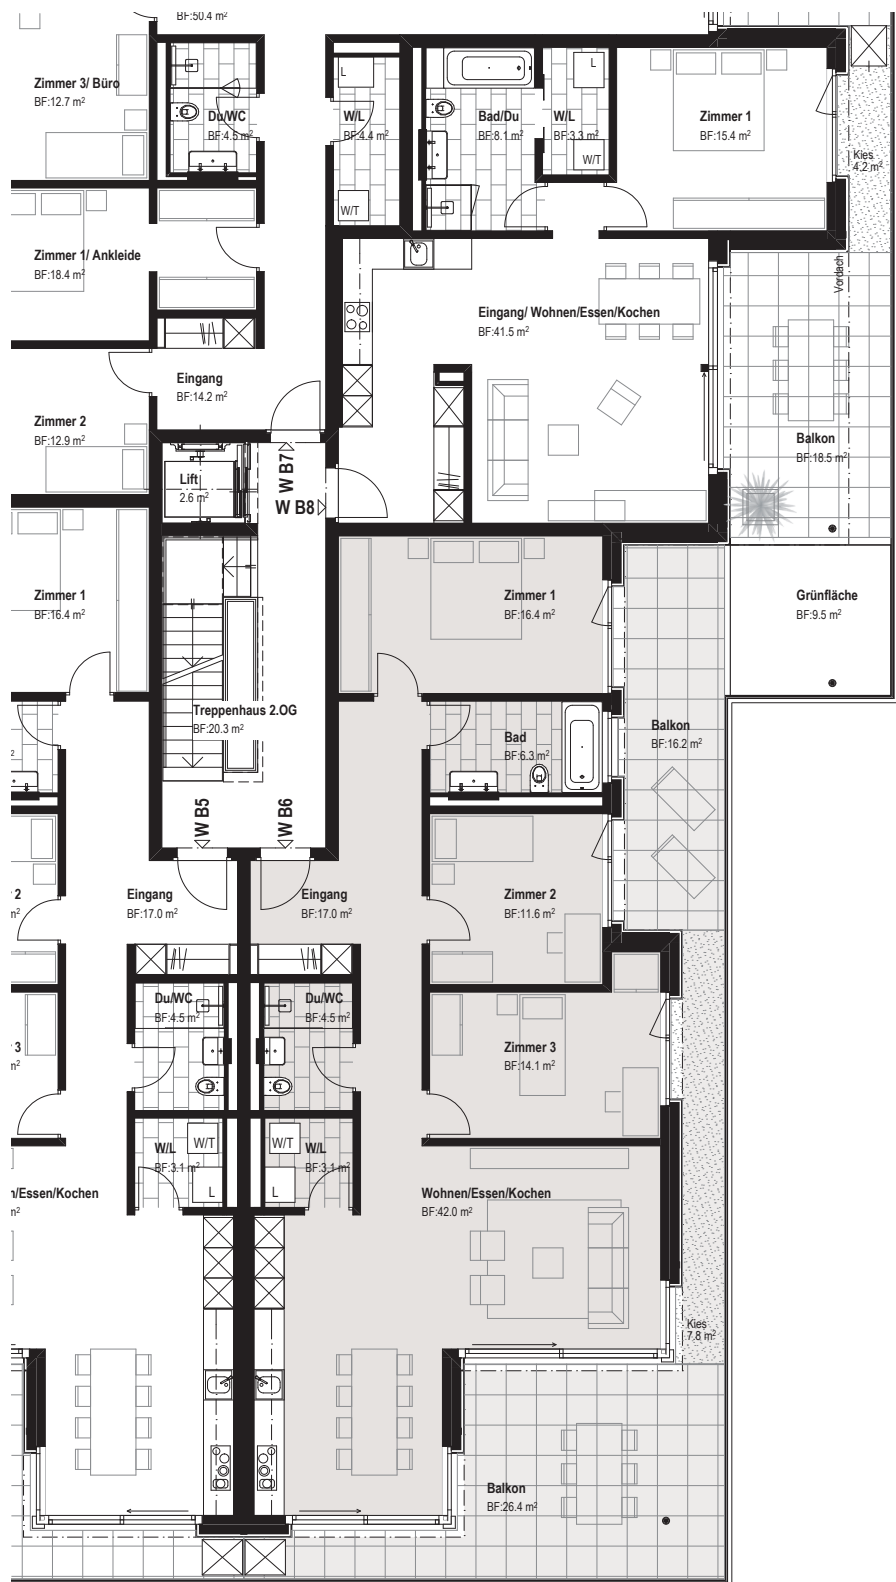 BF:50.4 m²
Zimmer 3/ Büro
BF:12.7 m²
Du/WC
BF:4.5 m²
L
W/L
BF:4.4 m²
W/T
Bad/Du
BF:8.1 m²
L
W/L
BF:3.3 m²
W/T
Zimmer 1
BF:15.4 m²
Kies
4.2 m²
Zimmer 1/ Ankleide
BF:18.4 m²
Vordach
Eingang/ Wohnen/Essen/Kochen
BF:41.5 m²
Eingang
BF:14.2 m²
Zimmer 2
BF:12.9 m²
Balkon
BF:18.5 m²
Lift
2.6 m²
W B7
W B8
Zimmer 1
BF:16.4 m²
Zimmer 1
BF:16.4 m²
Grünfläche
BF:9.5 m²
Treppenhaus 2.OG
BF:20.3 m²
Bad
BF:6.3 m²
Balkon
BF:16.2 m²
m²
W B5
W B6
r 2
m²
Eingang
BF:17.0 m²
Eingang
BF:17.0 m²
Zimmer 2
BF:11.6 m²
Du/WC
BF:4.5 m²
Du/WC
BF:4.5 m²
r 3
m²
Zimmer 3
BF:14.1 m²
W/L
BF:3.1 m²
W/T
L
W/T
L
W/L
BF:3.1 m²
n/Essen/Kochen
m²
Wohnen/Essen/Kochen
BF:42.0 m²
Kies
7.8 m²
Balkon
BF:26.4 m²